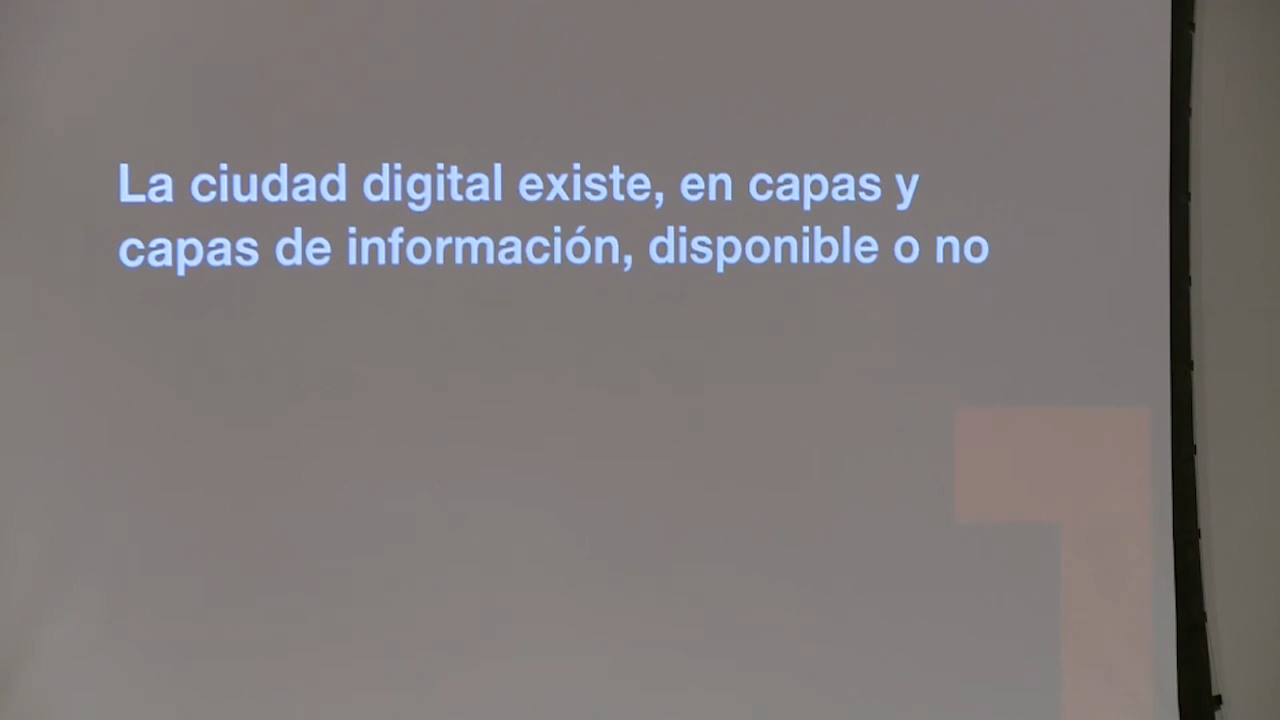 La ciudad digital existe, en capas y
capas de información, disponible o no